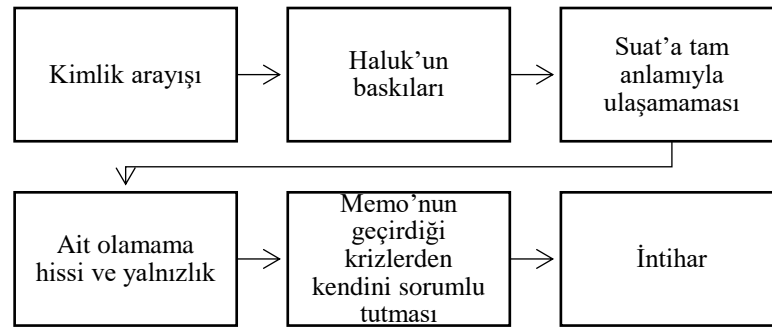 Kimlik arayışı
Haluk’un
baskıları
Suat’a tam
anlamıyla
ulaşamaması
Ait olamama
hissi ve yalnızlık
Memo’nun
geçirdiği
krizlerden
kendini sorumlu
tutması
İntihar